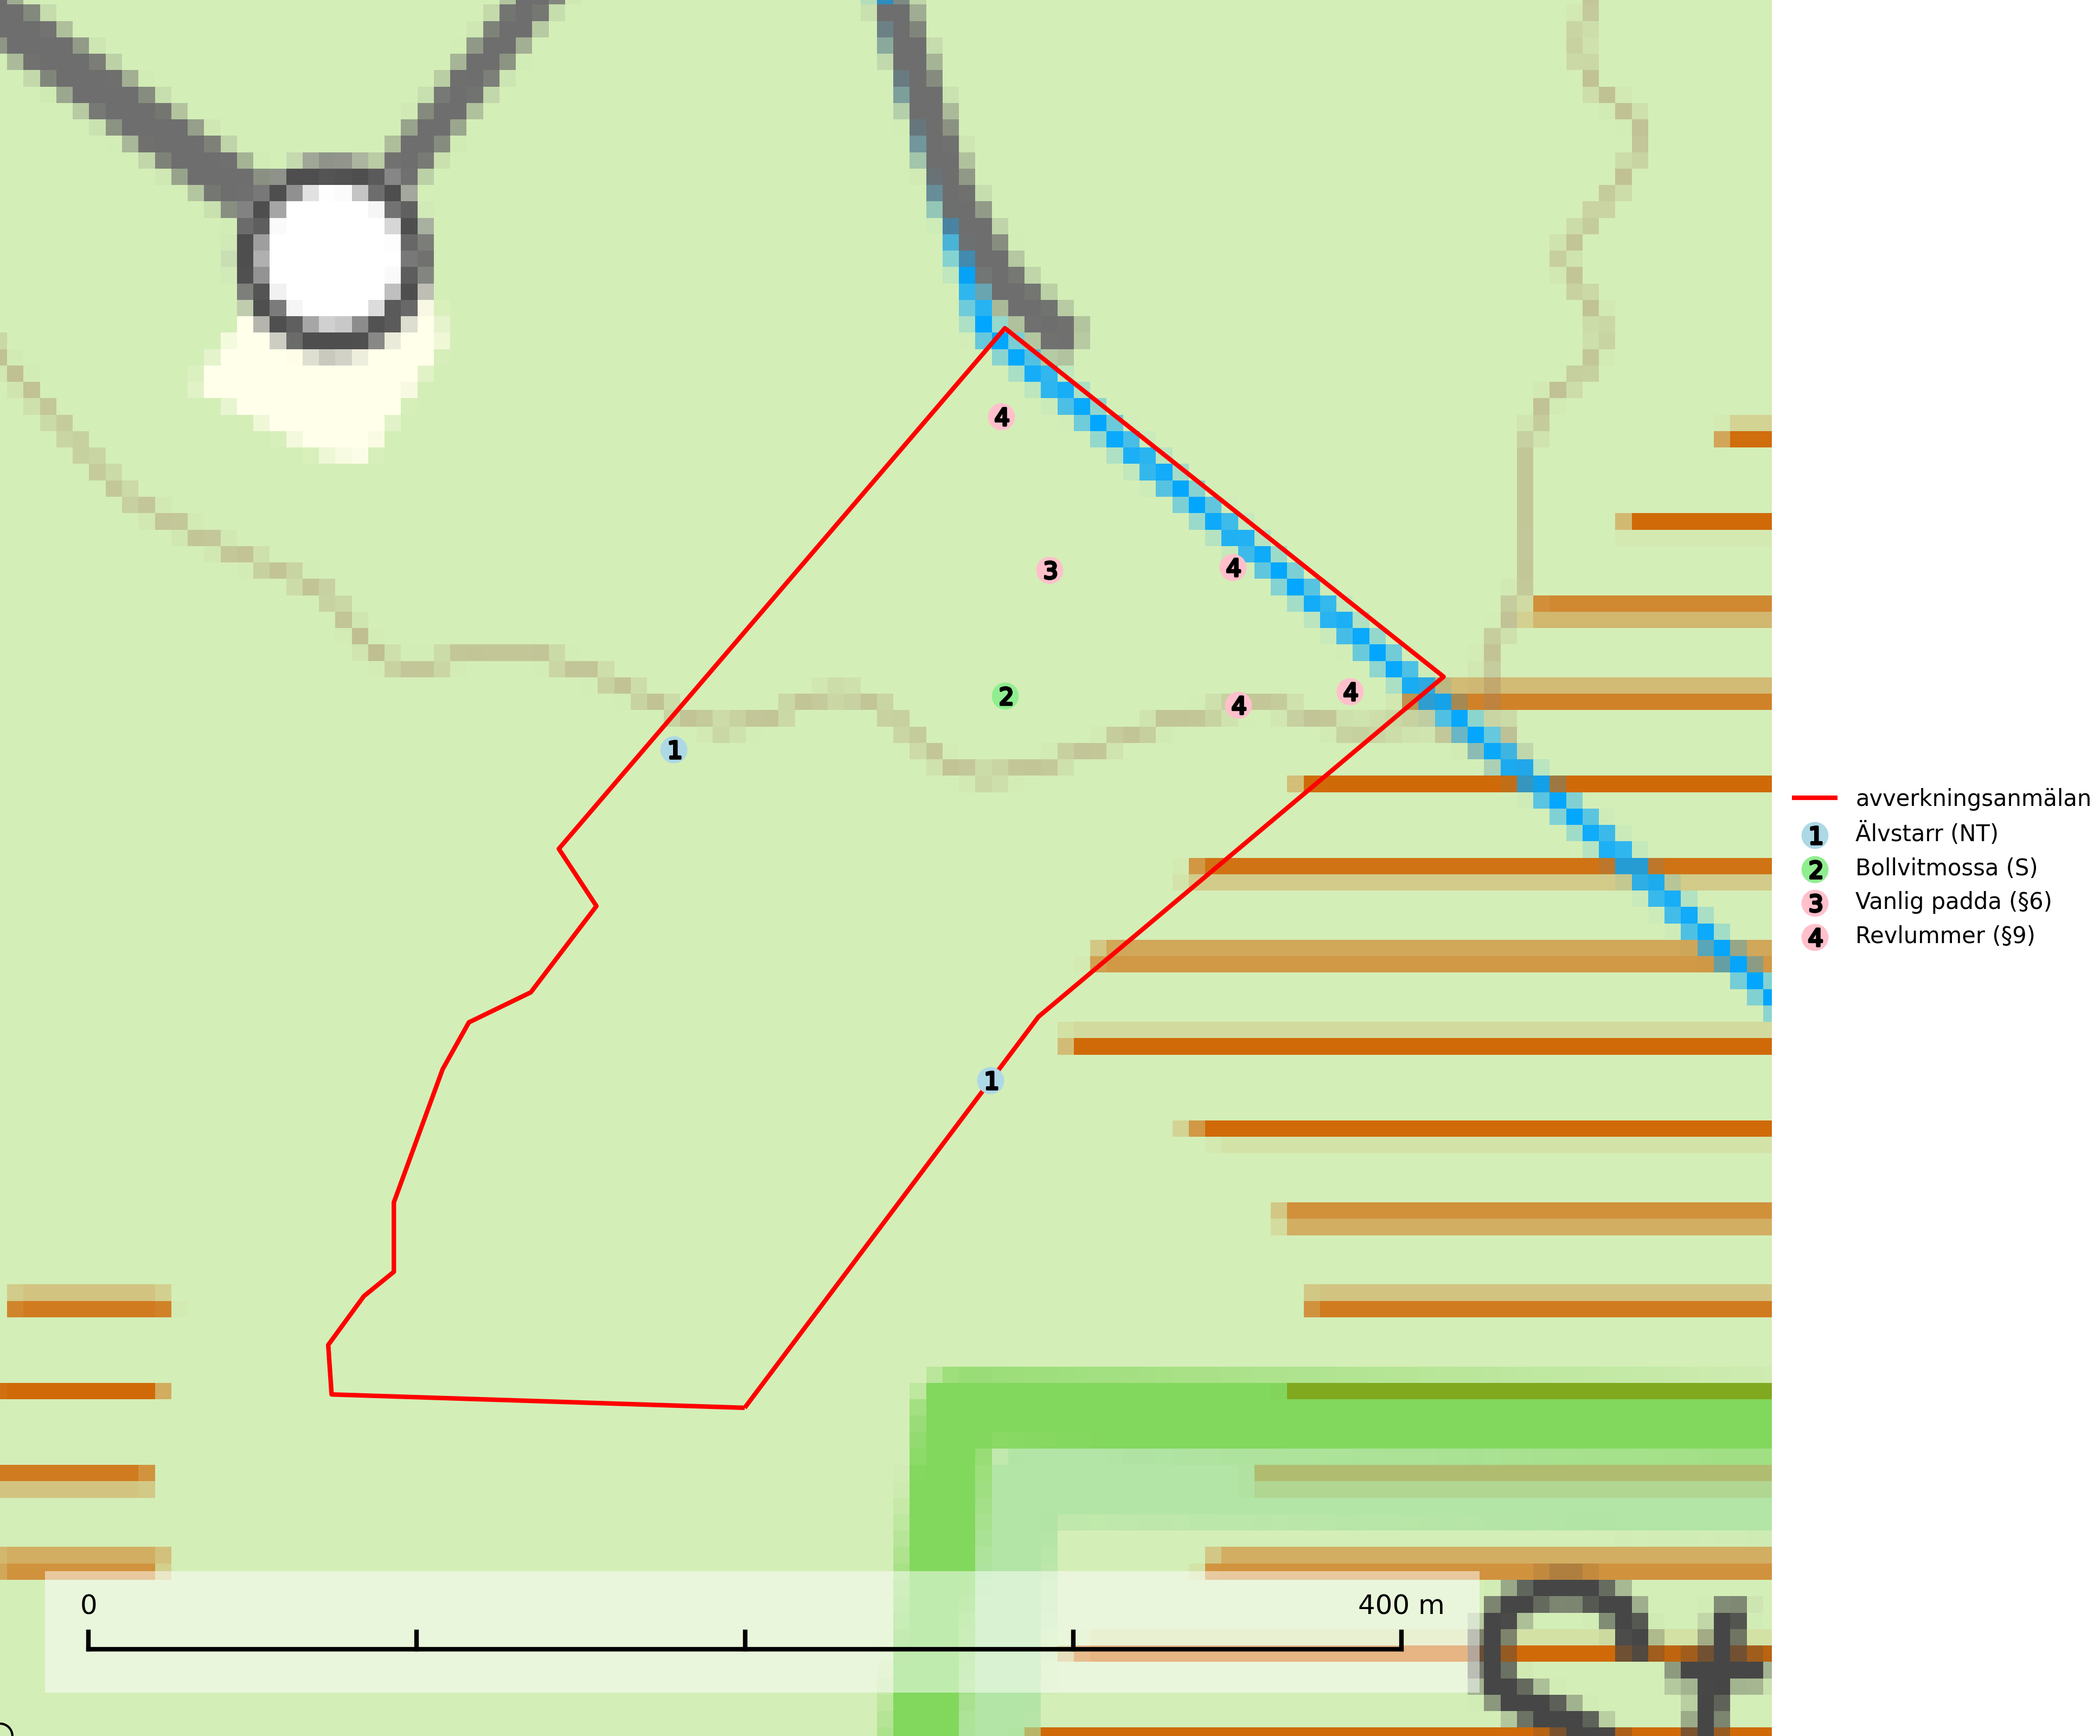 4
3
4
2
4
4
1
1
avverkningsanmälan
1 Älvstarr (NT)
2 Bollvitmossa (S)
3 Vanlig padda (§6)
4 Revlummer (§9)
0 400 m
St